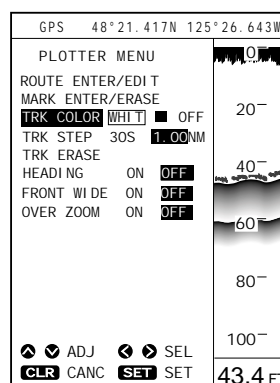 GPS 48°21.417N 125°26.643W
PLOTTER MENU
ROUTE ENTER/EDIT
MARK ENTER/ERASE
TRK COLOR WHIT ■ OFF
TRK STEP 30S 1.00NM
TRK ERASE
HEADING ON OFF
FRONT WIDE ON OFF
OVER ZOOM ON OFF
ADJ SEL
CLR CANC SET SET
0
20
40
60
80
100
43.4 FT